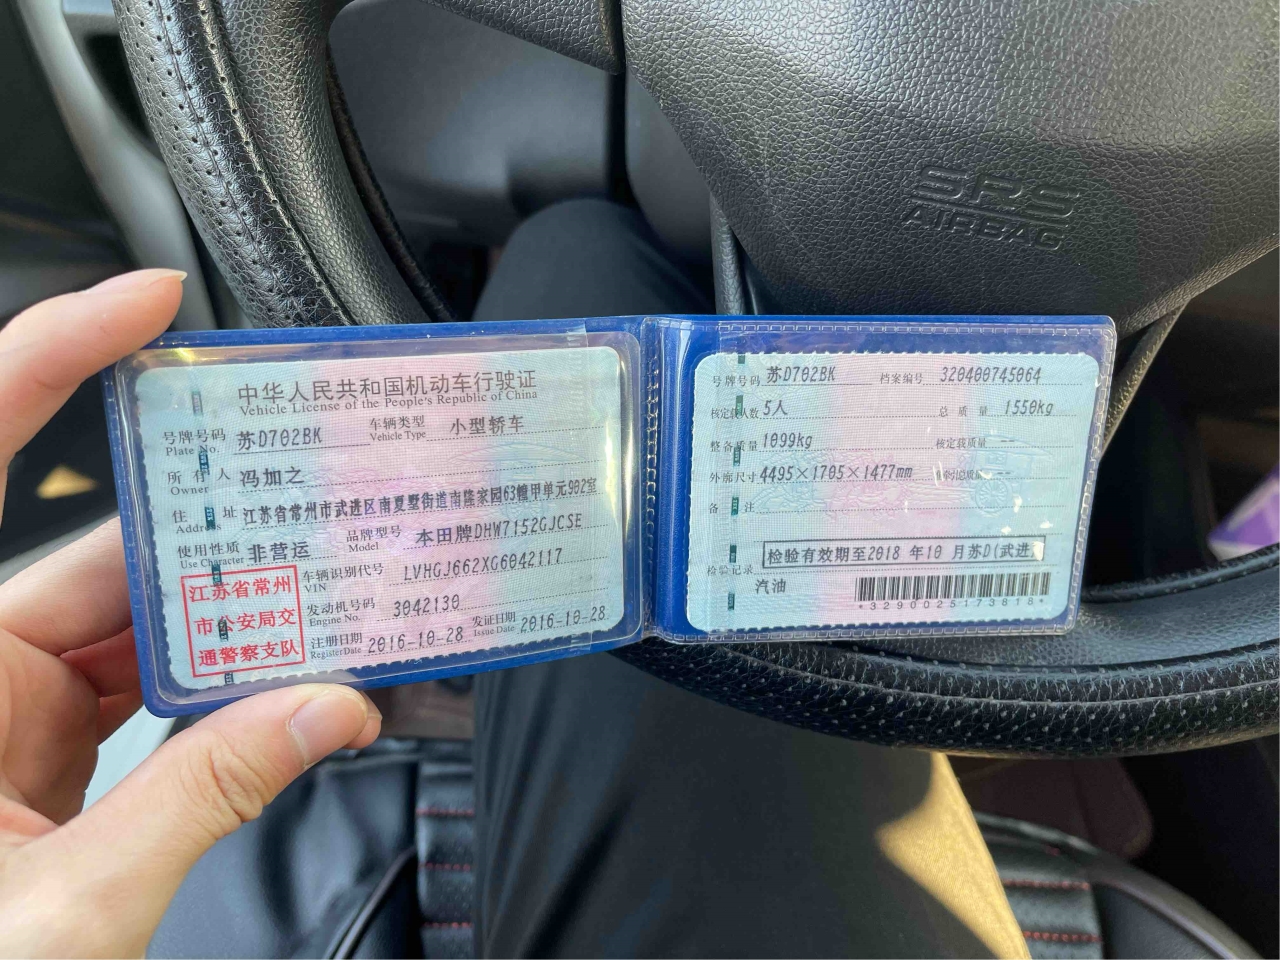 SRS
AIRBAG
中华人民共和国机动车行驶证
Vehicle License of the People's Republic of China
号牌号码 苏D702BK 车辆类型 小型轿车
Plate No. Vehicle Type
所有人 冯加之
Owner
住址 江苏省常州市武进区南夏墅街道南隆家园63幢甲单元902室
Address
使用性质 非营运 品牌型号 本田牌DHW7152GJCSE
Use Character Model
车辆识别代号 LVHGJ662XG6042117
VIN
发动机号码 3042130
Engine No.
注册日期 2016-10-28 发证日期 2016-10-28
Register Date Issue Date
江苏省常州
市公安局交
通警察支队
号牌号码 苏D702BK 档案编号 320400745064
核定载人数 5人 总质量 1550kg
整备质量 1099kg 核定载质量 --
外廓尺寸 4495×1705×1477mm --
备注
检验有效期至2018 年10 月苏D(武进
检验记录
汽油
*3290025173818*